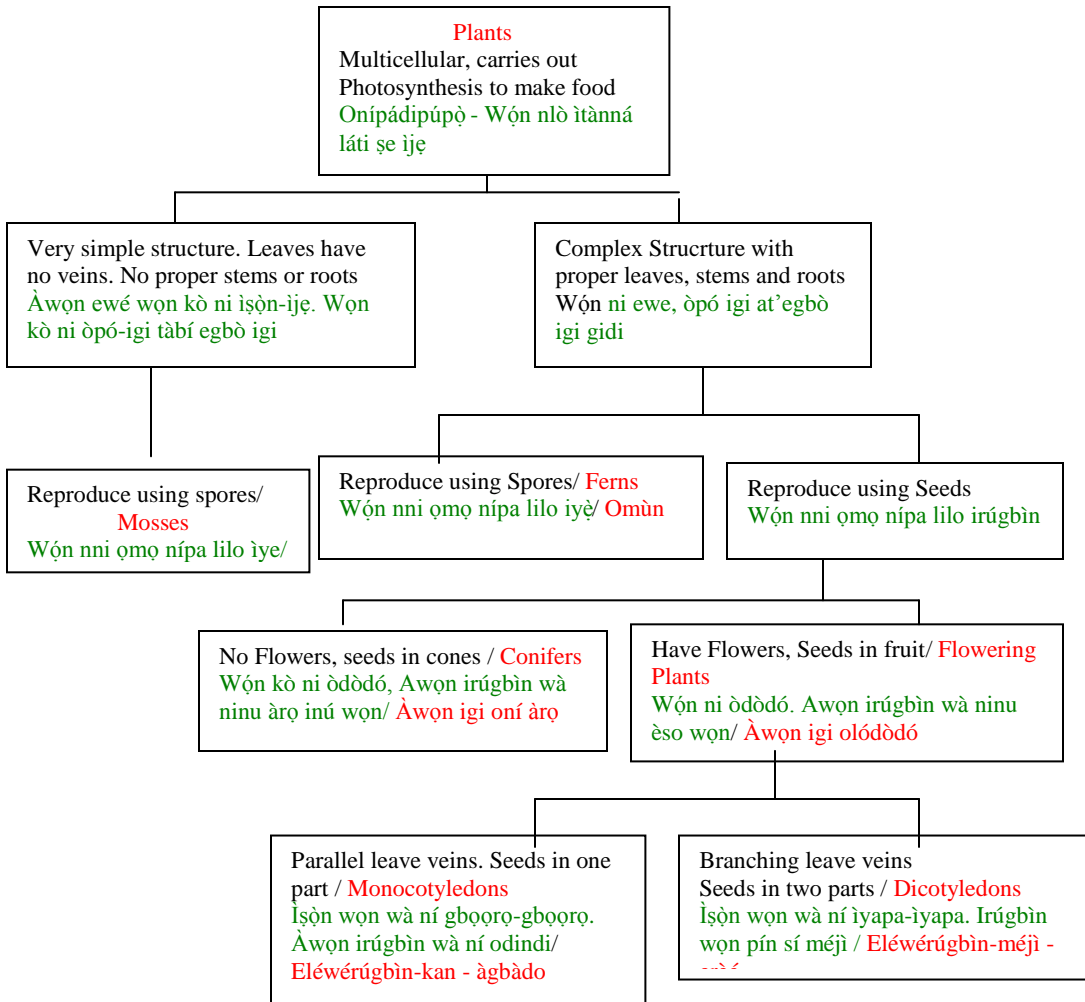 Plants
Multicellular, carries out
Photosynthesis to make food
Onípádipúpọ̀ - Wọ́n nlò ìtànná
láti ṣe ìjẹ
Very simple structure. Leaves have
no veins. No proper stems or roots
Àwọn ewé wọn kò ni ìṣọ̀n-ìjẹ. Wọn
kò ni òpó-igi tàbí egbò igi
Complex Strucrture with
proper leaves, stems and roots
Wọ́n ni ewe, òpó igi at’egbò
igi gidi
Reproduce using spores/
Mosses
Wọ́n nni ọmọ nípa lilo ìye/
Reproduce using Spores/ Ferns
Wọ́n nni ọmọ nípa lilo iyẹ̀/ Omùn
Reproduce using Seeds
Wọ́n nni ọmọ nípa lilo irúgbìn
No Flowers, seeds in cones / Conifers
Wọ́n kò ni òdòdó, Awọn irúgbìn wà
ninu àrọ inú wọn/ Àwọn igi oní àrọ
Have Flowers, Seeds in fruit/ Flowering
Plants
Wọ́n ni òdòdó. Awọn irúgbìn wà ninu
èso wọn/ Àwọn igi olódòdó
Parallel leave veins. Seeds in one
part / Monocotyledons
Ìṣọ̀n wọn wà ní gbọọrọ-gbọọrọ.
Àwọn irúgbìn wà ní odindi/
Eléwérúgbìn-kan - àgbàdo
Branching leave veins
Seeds in two parts / Dicotyledons
Ìṣọ̀n wọn wà ní ìyapa-ìyapa. Irúgbìn
wọn pín sí méjì / Eléwérúgbìn-méjì -